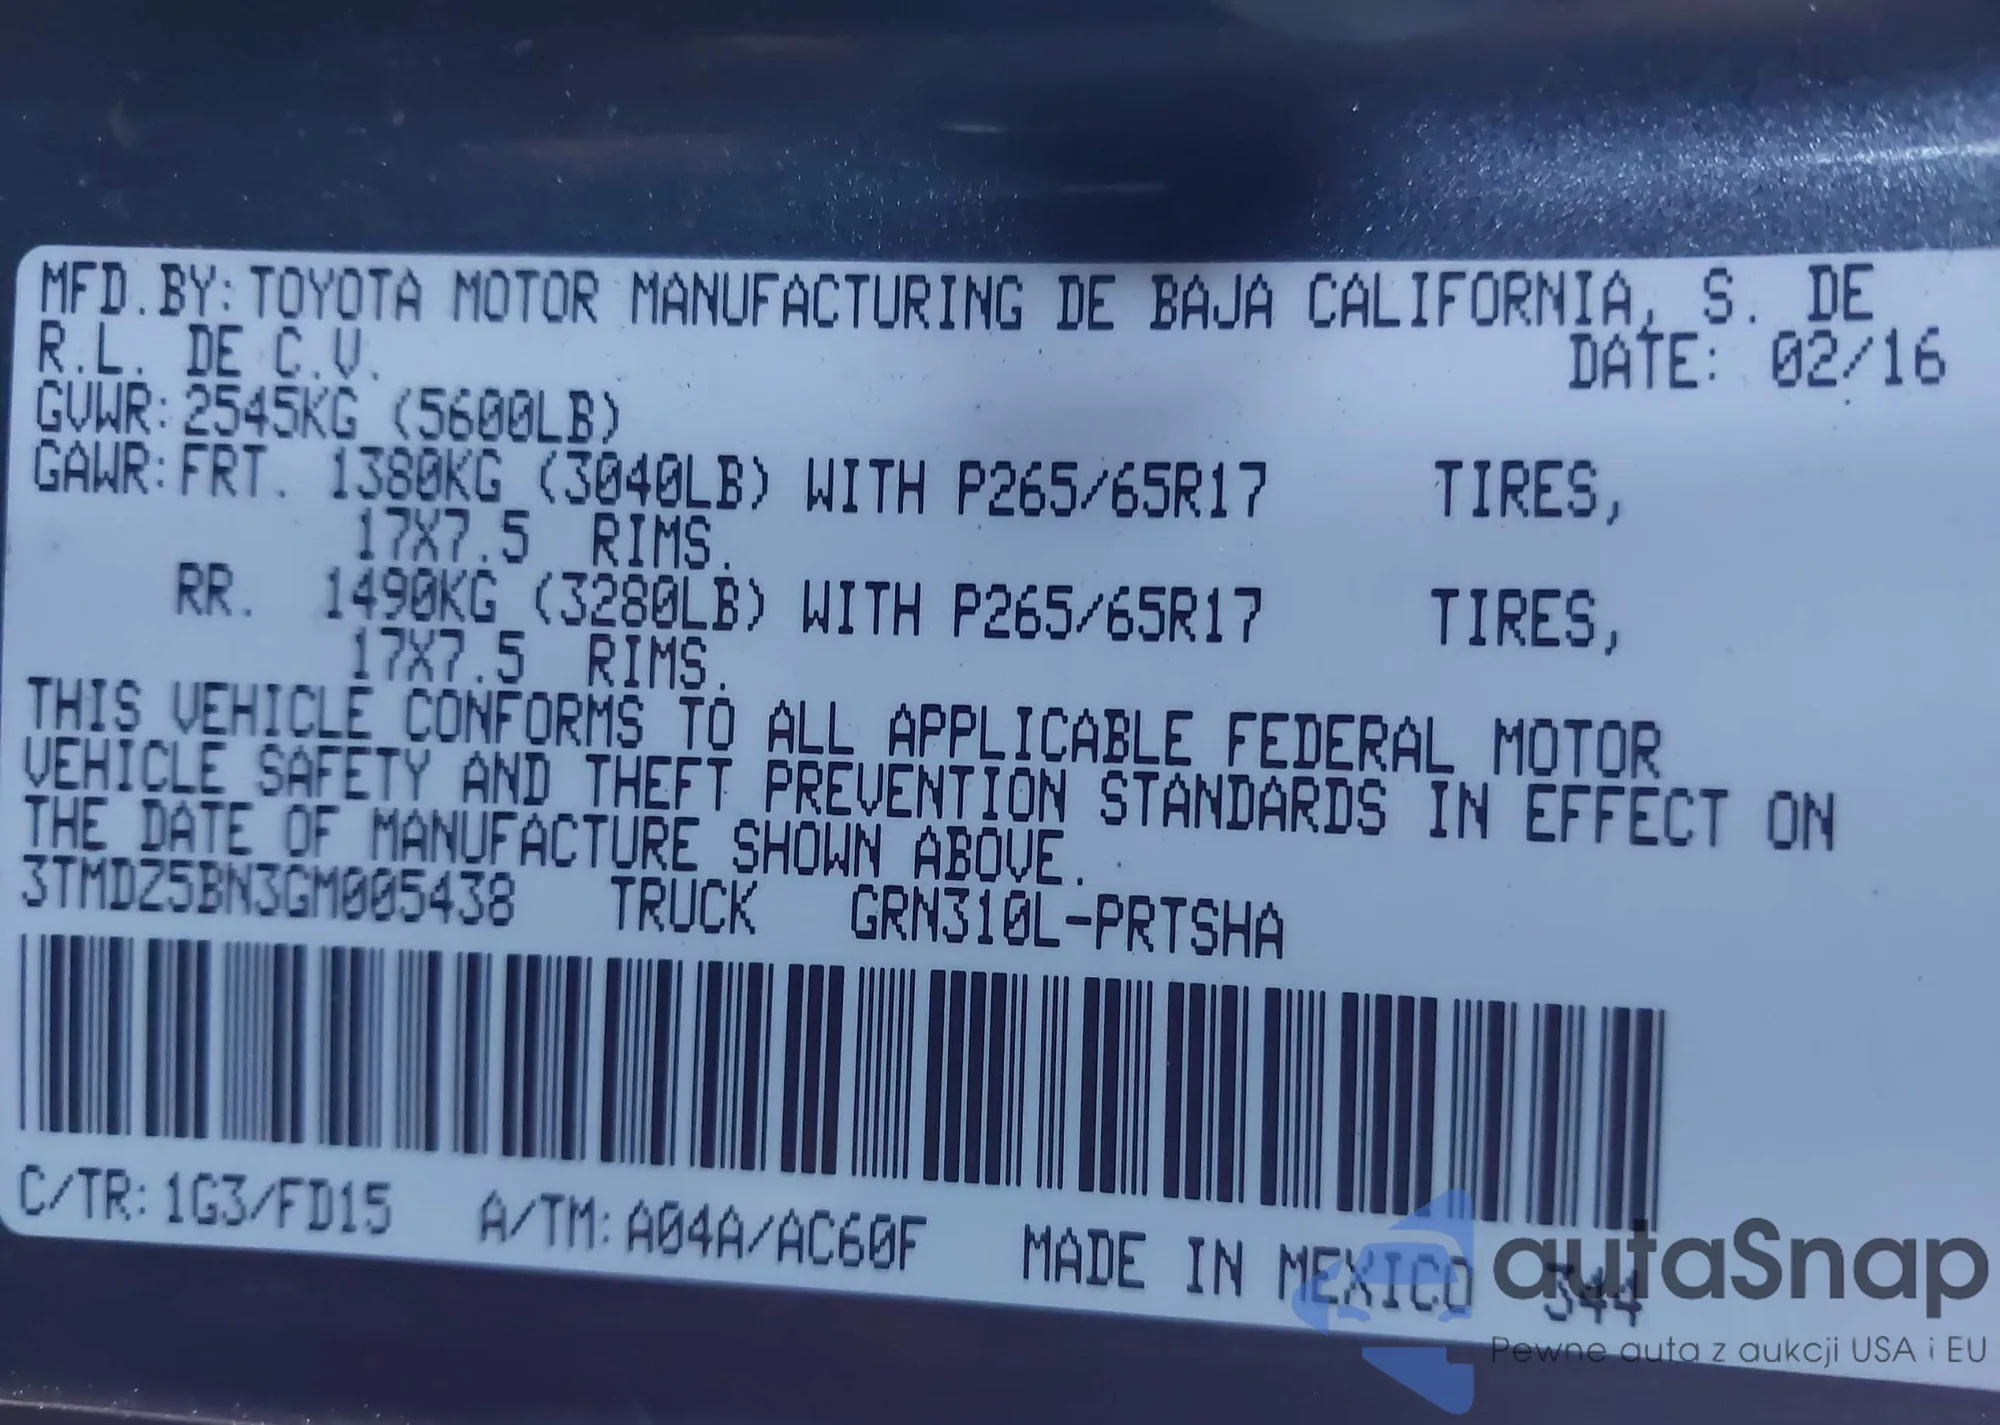 MFD.BY: TOYOTA MOTOR MANUFACTURING DE BAJA CALIFORNIA, S. DE
R.L. DE C.V. DATE: 02/16
GVWR: 2545KG (5600LB)
GAWR: FRT. 1380KG (3040LB) WITH P265/65R17 TIRES,
17X7.5 RIMS.
RR. 1490KG (3280LB) WITH P265/65R17 TIRES,
17X7.5 RIMS.
THIS VEHICLE CONFORMS TO ALL APPLICABLE FEDERAL MOTOR
VEHICLE SAFETY AND THEFT PREVENTION STANDARDS IN EFFECT ON
THE DATE OF MANUFACTURE SHOWN ABOVE.
3TMDZ5BN3GM005438 TRUCK GRN310L-PRTSHA
C/TR: 1G3/FD15 A/TM: A04A/AC60F MADE IN MEXICO 344
autaSnap
Pewne auta z aukcji USA i EU